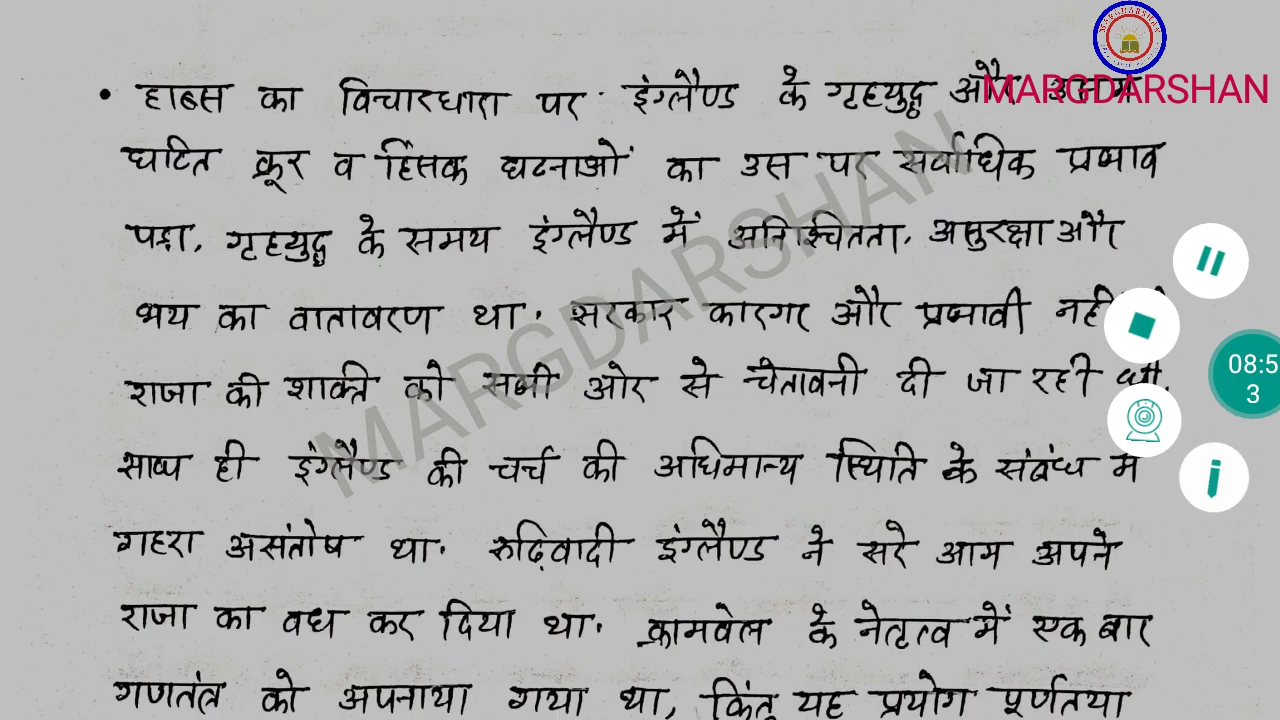 MARGDARSHAN
• हाब्स का विचारधारा पर इंग्लैण्ड के गृहयुद्ध और
घटित क्रूर व हिंसक घटनाओं का उस पर सर्वाधिक प्रभाव
पड़ा. गृहयुद्ध के समय इंग्लैण्ड में अनिश्चितता, असुरक्षा और
भय का वातावरण था. सरकार कारगर और प्रभावी नहीं
राजा की शक्ति को सभी ओर से चेतावनी दी जा रही थी.
साथ ही इंग्लैण्ड की चर्च की अधिमान्य स्थिति के संबंध म
गहरा असंतोष था. रुढ़िवादी इंग्लैण्ड ने सरे आम अपने
राजा का वध कर दिया था. क्रामवेल के नेतृत्व में एक बार
गणतंत्र को अपनाया गया था, किंतु यह प्रयोग पूर्णतया
MARGDARSHAN
08:5
3